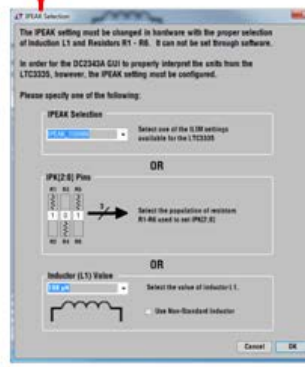 IPEAK Selection
The IPEAK setting must be changed in hardware with the proper selection
of Inductor L1 and Resistors R1 - R6. It can not be set through software.
In order for the DC2343A GUI to properly interpret the units from the
LTC3335, however, the IPEAK setting must be configured.
Please specify one of the following:
IPEAK Selection
Select one of the ILIM settings
available for the LTC3335
OR
IPK[2:0] Pins
R1 R3 R5
1 0 1
3
Select the population of resistors
R1-R6 used to set IPK[2:0]
R2 R4 R6
OR
Inductor (L1) Value
100 µH
Select the value of inductor L1.
Use Non-Standard Inductor
Cancel OK